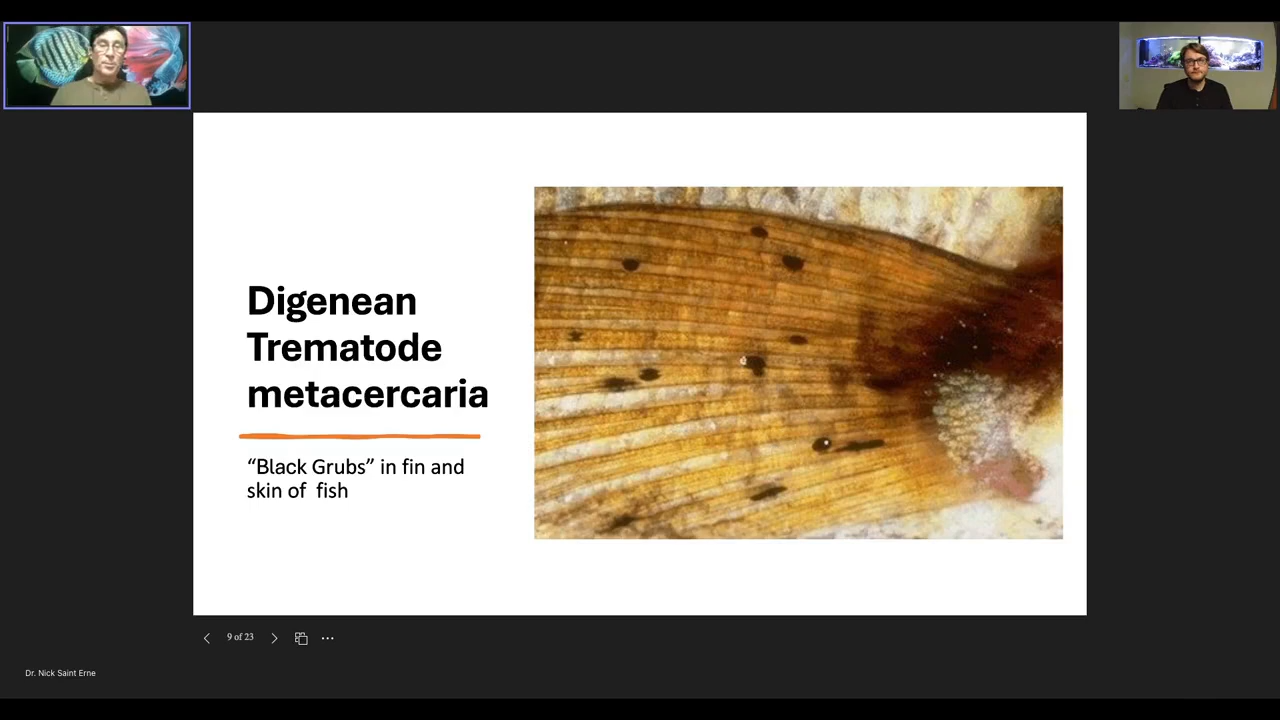 Digenean
Trematode
metacercaria
“Black Grubs” in fin and
skin of fish
9 of 23
Dr. Nick Saint Erne